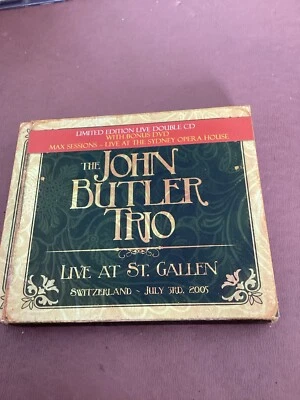 LIMITED EDITION LIVE DOUBLE CD
WITH BONUS DVD
MAX SESSIONS - LIVE AT THE SYDNEY OPERA HOUSE
THE JOHN
BUTLER
TRIO
LIVE AT ST. GALLEN
SWITZERLAND - JULY 3RD, 2005